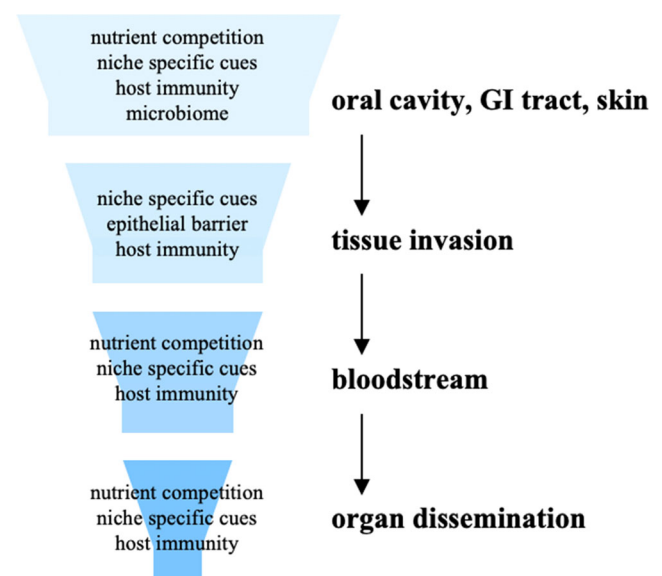 nutrient competition
niche specific cues
host immunity
microbiome
oral cavity, GI tract, skin
niche specific cues
epithelial barrier
host immunity
tissue invasion
nutrient competition
niche specific cues
host immunity
bloodstream
nutrient competition
niche specific cues
host immunity
organ dissemination